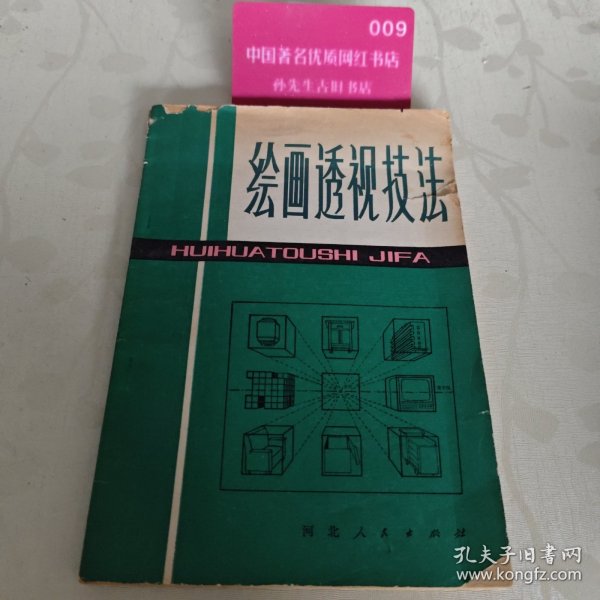 009
中国著名优质网红书店
孙先生古旧书店
绘画透视技法
HUIHUATOUSHI JIFA
河北人民出版社
孔夫子旧书网
www.kongfz.com